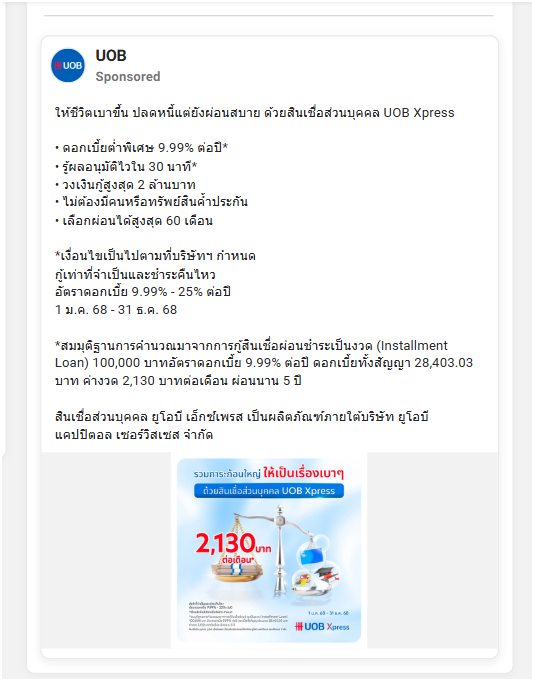 UOB
UOB
Sponsored
ให้ชีวิตเบาขึ้น ปลดหนี้แต่ยังผ่อนสบาย ด้วยสินเชื่อส่วนบุคคล UOB Xpress
• ดอกเบี้ยต่ำพิเศษ 9.99% ต่อปี*
• รู้ผลอนุมัติไวใน 30 นาที*
• วงเงินกู้สูงสุด 2 ล้านบาท
• ไม่ต้องมีคนหรือทรัพย์สินค้ำประกัน
• เลือกผ่อนได้สูงสุด 60 เดือน
*เงื่อนไขเป็นไปตามที่บริษัทฯ กำหนด
กู้เท่าที่จำเป็นและชำระคืนไหว
อัตราดอกเบี้ย 9.99% - 25% ต่อปี
1 ม.ค. 68 - 31 ธ.ค. 68
*สมมุติฐานการคำนวณมาจากการกู้สินเชื่อผ่อนชำระเป็นงวด (Installment
Loan) 100,000 บาทอัตราดอกเบี้ย 9.99% ต่อปี ดอกเบี้ยทั้งสัญญา 28,403.03
บาท ค่างวด 2,130 บาทต่อเดือน ผ่อนนาน 5 ปี
สินเชื่อส่วนบุคคล ยูโอบี เอ็กซ์เพรส เป็นผลิตภัณฑ์ภายใต้บริษัท ยูโอบี
แคปปิตอล เซอร์วิสเซส จำกัด
รวมภาระก้อนใหญ่ ให้เป็นเรื่องเบาๆ
ด้วยสินเชื่อส่วนบุคคล UOB Xpress
2,130 บาท
ต่อเดือน*
1 ม.ค. 68 - 31 ธ.ค. 68
UOB Xpress